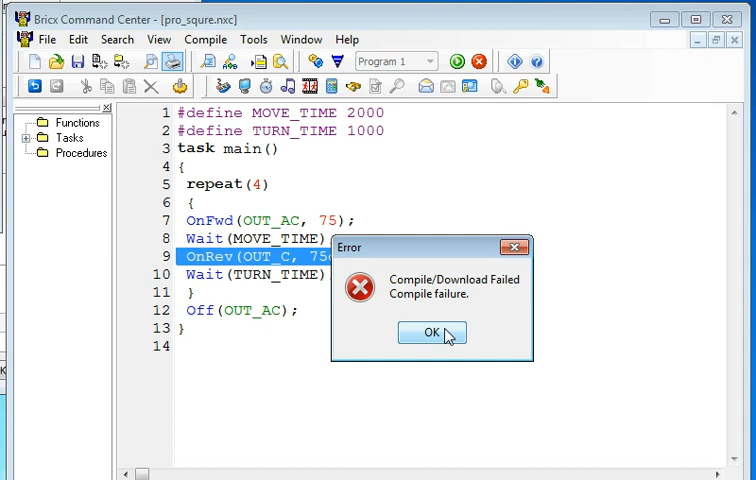 Bricx Command Center - [pro_squre.nxc]
File Edit Search View Compile Tools Window Help
Program 1
Functions
Tasks
Procedures
1 #define MOVE_TIME 2000
2 #define TURN_TIME 1000
3 task main()
4 {
5 repeat(4)
6 {
7 OnFwd(OUT_AC, 75);
8 Wait(MOVE_TIME)
9 OnRev(OUT_C, 75
10 Wait(TURN_TIME)
11 }
12 Off(OUT_AC);
13 }
14
Error
Compile/Download Failed
Compile failure.
OK